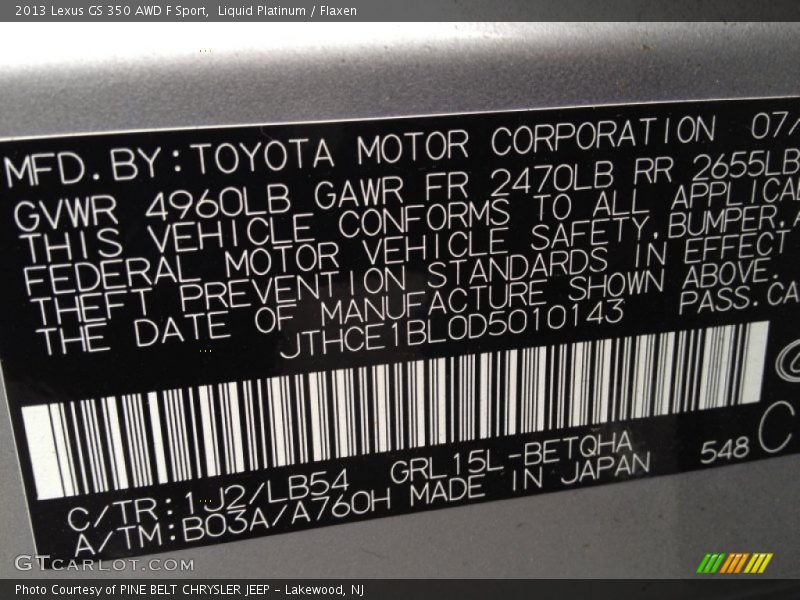 2013 Lexus GS 350 AWD F Sport,  Liquid Platinum / Flaxen
MFD.BY:TOYOTA MOTOR CORPORATION 07/
GVWR 4960LB GAWR FR 2470LB RR 2655LB
THIS VEHICLE CONFORMS TO ALL APPLICAL
FEDERAL MOTOR VEHICLE SAFETY,BUMPER,A
THEFT PREVENTION STANDARDS IN EFFECT
THE DATE OF MANUFACTURE SHOWN ABOVE.
JTHCE1BL0D5010143 PASS.CA
C/TR:1J2/LB54 GRL15L-BETQHA
A/TM:B03A/A760H MADE IN JAPAN 548 C
GTCARLOT.COM
Photo Courtesy of PINE BELT CHRYSLER JEEP - Lakewood, NJ